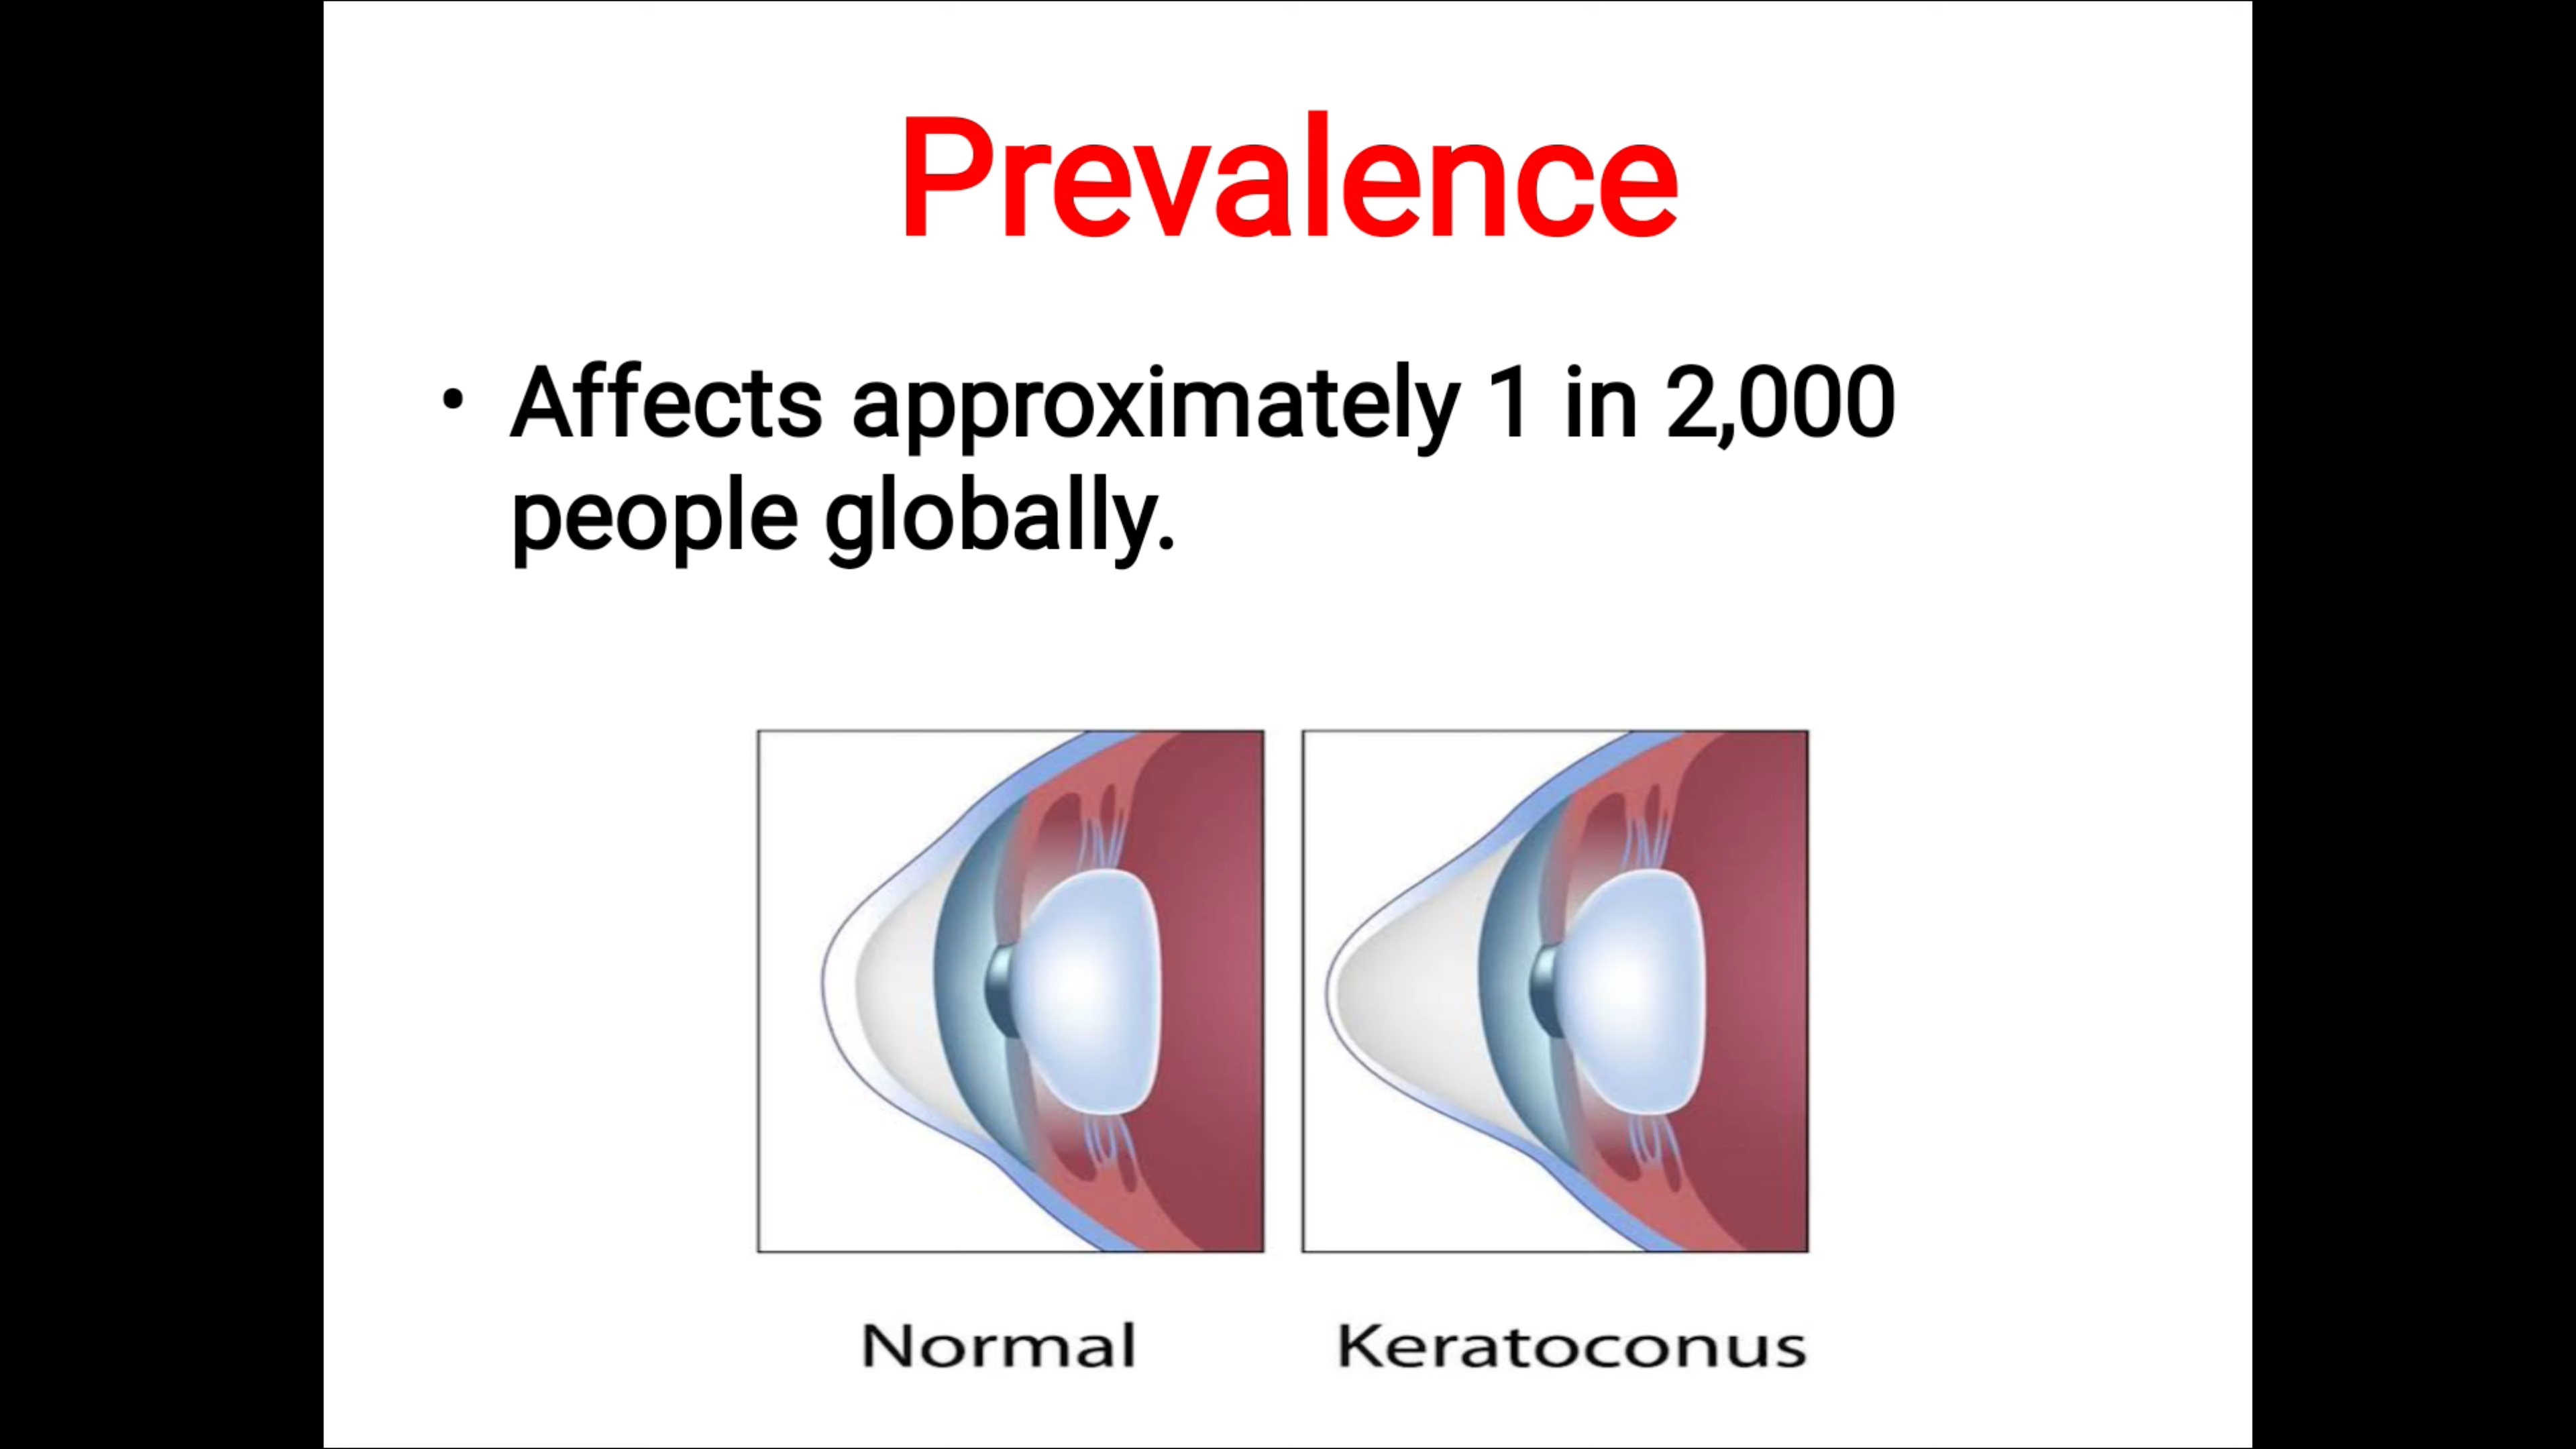 Prevalence
• Affects approximately 1 in 2,000
people globally.
Normal
Keratoconus